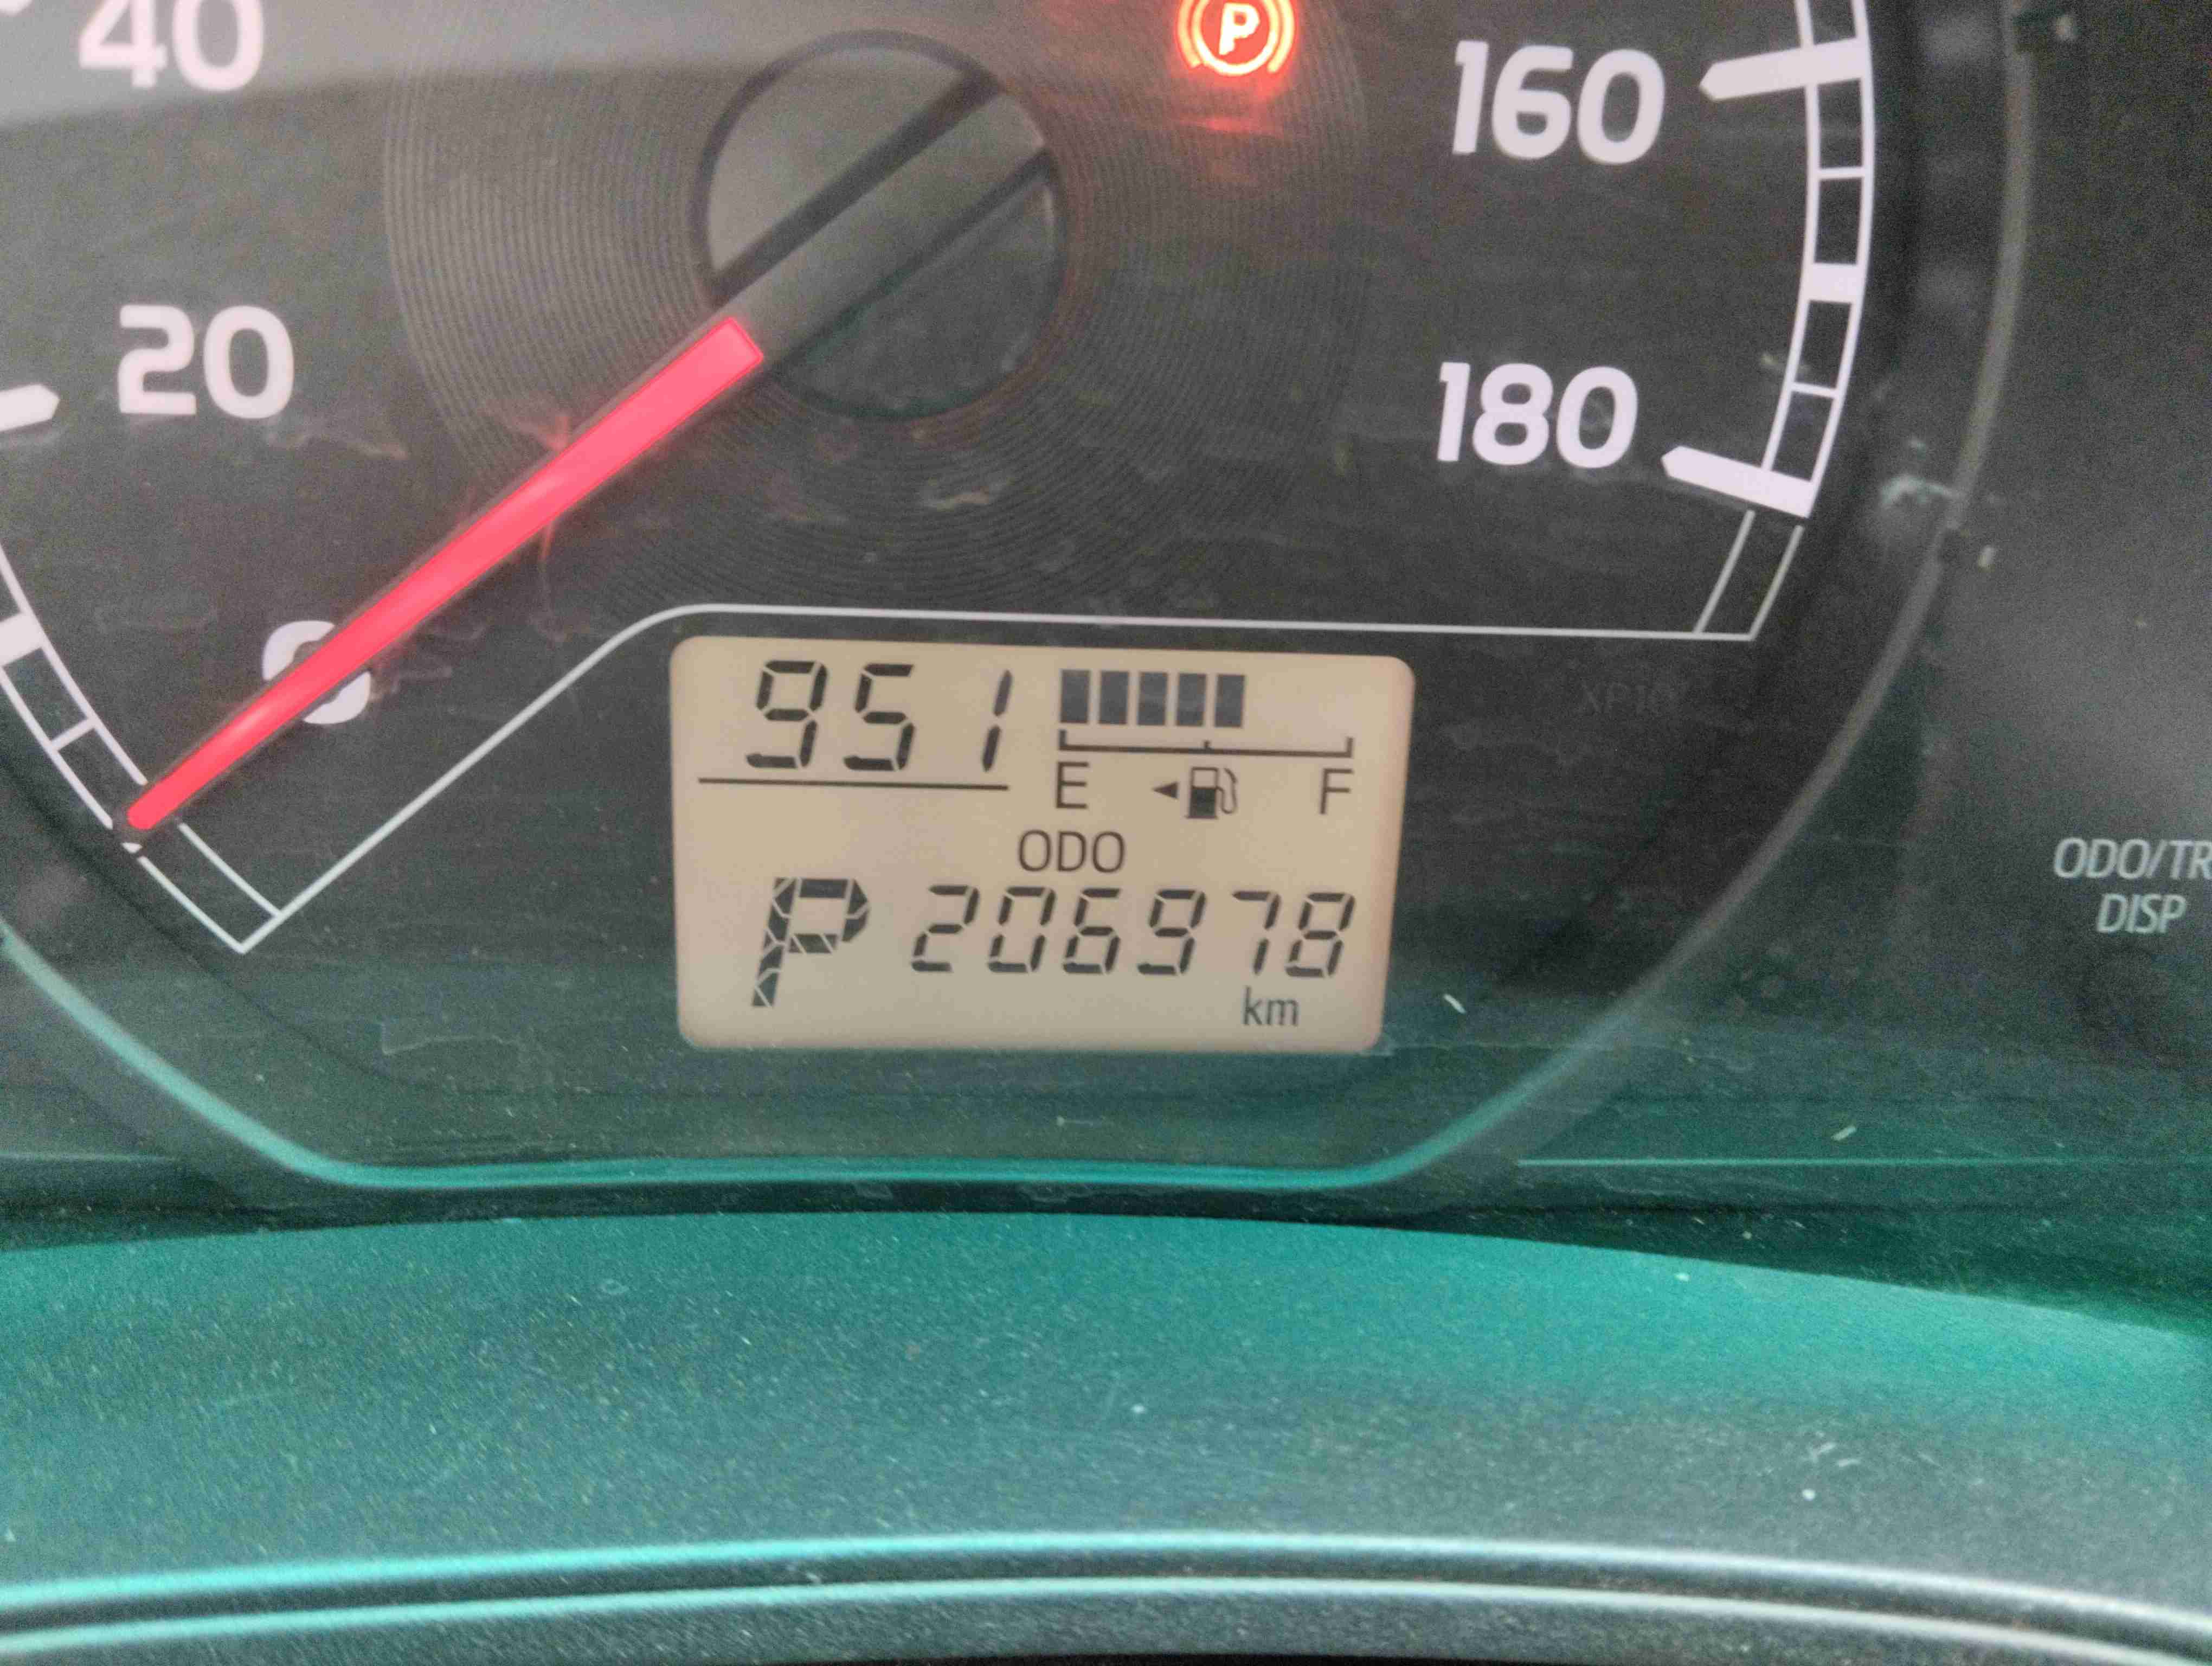 40
P
160
20
180
0
951
E F
ODO
P 206978
km
ODO/TR
DISP